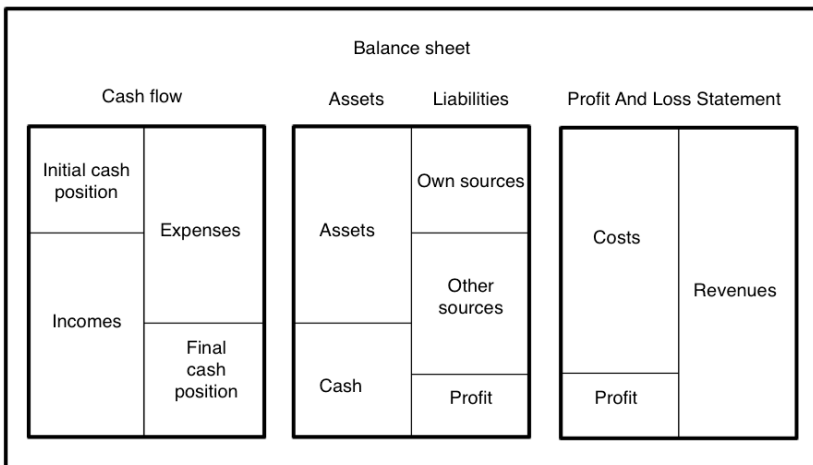 Balance sheet
Cash flow
Assets
Liabilities
Profit And Loss Statement
Initial cash
position
Expenses
Incomes
Final
cash
position
Assets
Cash
Own sources
Other
sources
Profit
Costs
Profit
Revenues